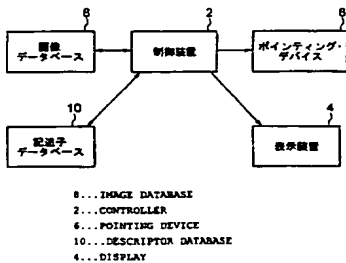 8
画像
データベース
2
制御装置
6
ポインティング・
デバイス
10
記述子
データベース
4
表示装置
8...IMAGE DATABASE
2...CONTROLLER
6...POINTING DEVICE
10...DESCRIPTOR DATABASE
4...DISPLAY